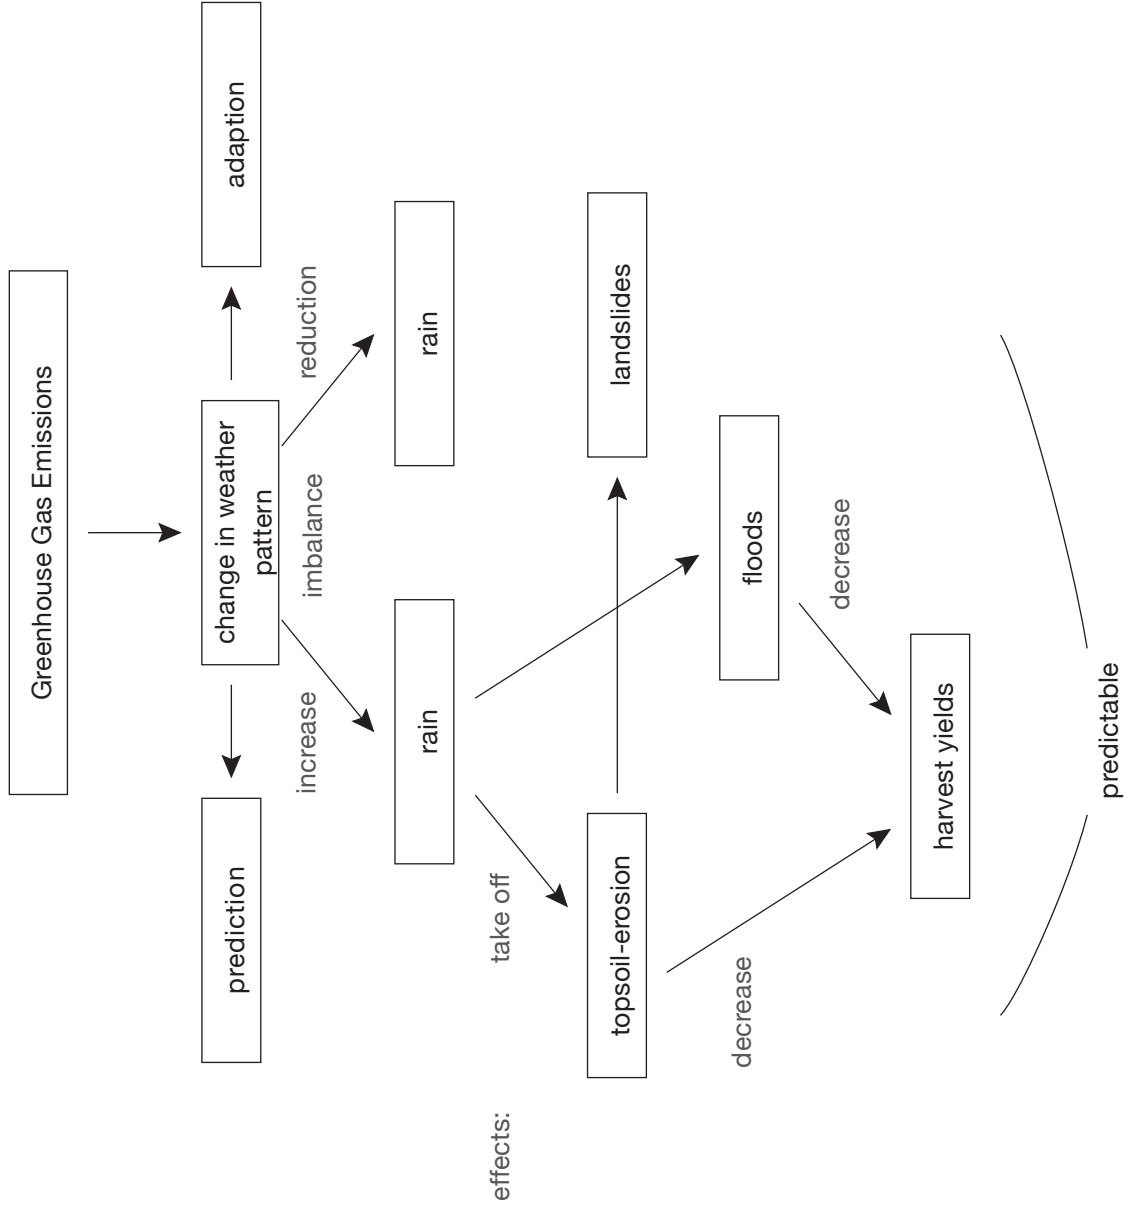 Greenhouse Gas Emissions
prediction
change in weather
pattern
adaption
increase
imbalance
reduction
rain
rain
effects:
take off
topsoil-erosion
landslides
decrease
floods
decrease
harvest yields
predictable